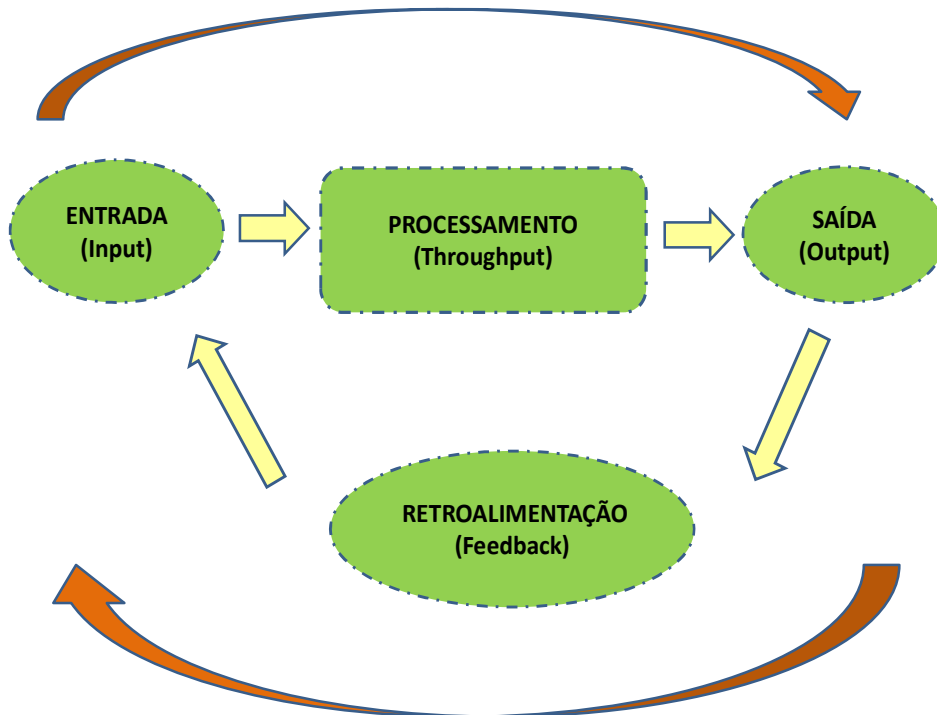 ENTRADA
(Input)
PROCESSAMENTO
(Throughput)
SAÍDA
(Output)
RETROALIMENTAÇÃO
(Feedback)